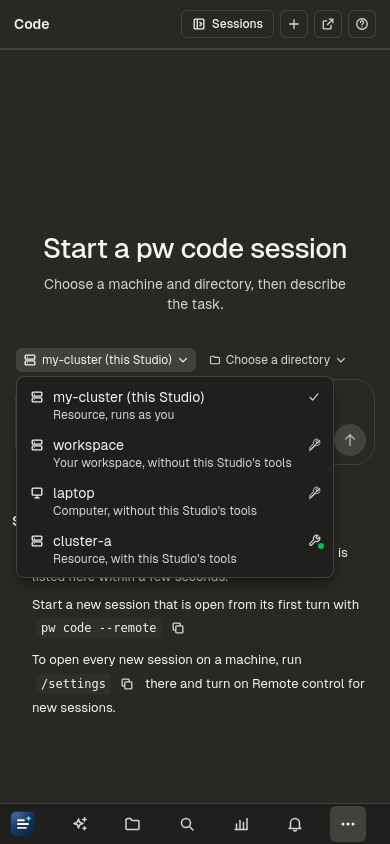 Code
Sessions
Start a pw code session
Choose a machine and directory, then describe
the task.
my-cluster (this Studio)
Choose a directory
my-cluster (this Studio)
Resource, runs as you
workspace
Your workspace, without this Studio's tools
laptop
Computer, without this Studio's tools
cluster-a
Resource, with this Studio's tools
is
listed here within a few seconds.
Start a new session that is open from its first turn with
pw code --remote
To open every new session on a machine, run
/settings there and turn on Remote control for
new sessions.